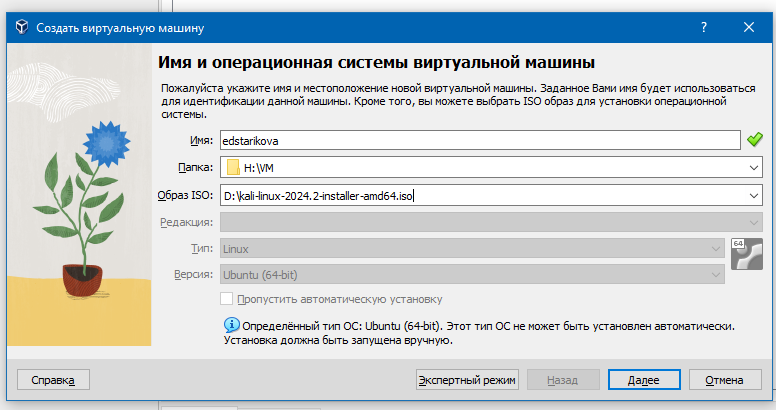 Создать виртуальную машину
Имя и операционная системы виртуальной машины
Пожалуйста укажите имя и местоположение новой виртуальной машины. Заданное Вами имя будет использоваться
для идентификации данной машины. Кроме того, вы можете выбрать ISO образ для установки операционной
системы.
Имя: edstarikova
Папка: H:\VM
Образ ISO: D:\kali-linux-2024.2-installer-amd64.iso
Редакция:
Тип: Linux
64
Версия: Ubuntu (64-bit)
Пропустить автоматическую установку
Определённый тип ОС: Ubuntu (64-bit). Этот тип ОС не может быть установлен автоматически.
Установка должна быть запущена вручную.
Справка Экспертный режим Назад Далее Отмена